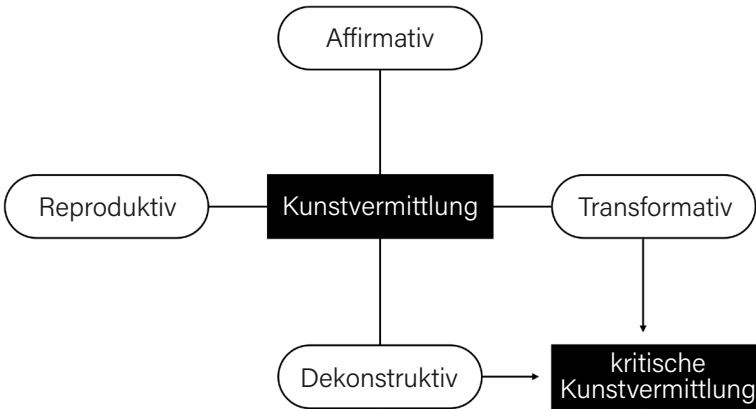 Affirmativ
Reproduktiv
Kunstvermittlung
Transformativ
Dekonstruktiv
kritische
Kunstvermittlung